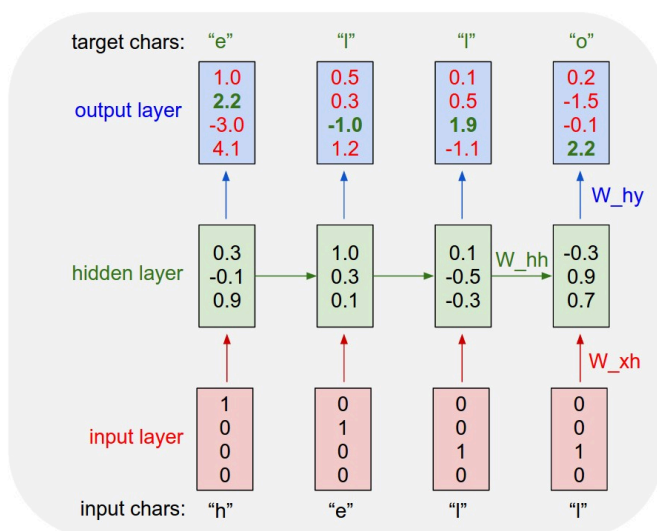 target chars: “e” “l” “l” “o”
1.0 0.5 0.1 0.2
2.2 0.3 0.5 -1.5
output layer -3.0 -1.0 1.9 -0.1
4.1 1.2 -1.1 2.2
W_hy
0.3 1.0 0.1 -0.3
hidden layer -0.1 0.3 -0.5 W_hh 0.9
0.9 0.1 -0.3 0.7
W_xh
1 0 0 0
0 1 0 0
input layer 0 0 1 1
0 0 0 0
input chars: “h” “e” “l” “l”